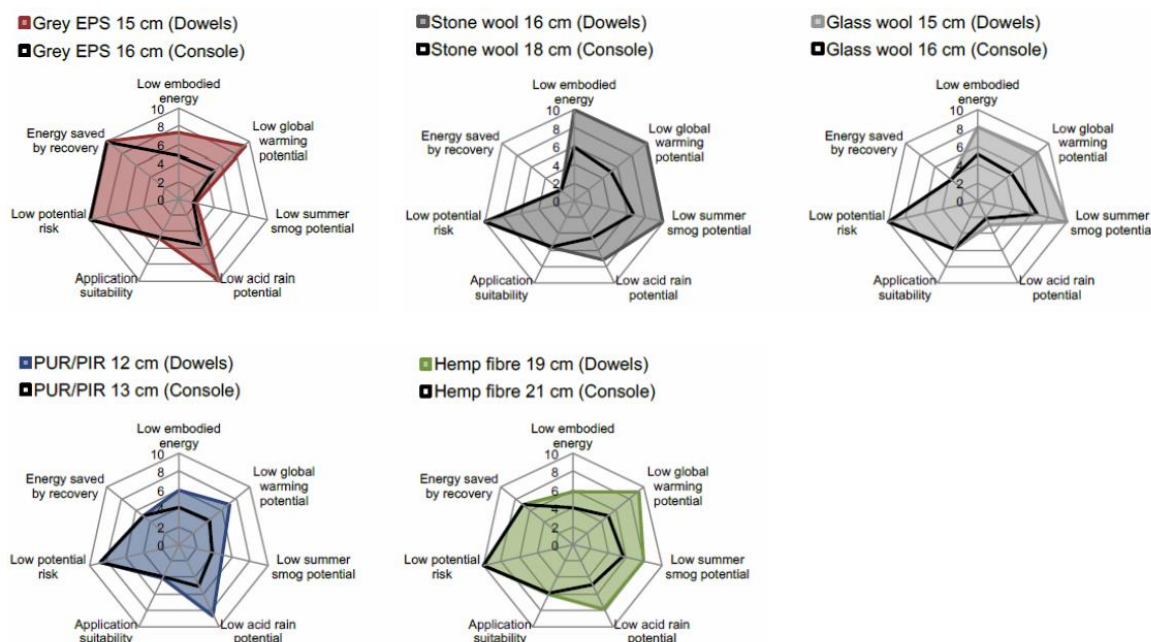 Grey EPS 15 cm (Dowels)
Grey EPS 16 cm (Console)
Low embodied
energy
10
8
6
4
2
0
Low global
warming
potential
Low summer
smog potential
Low acid rain
potential
Application
suitability
Low potential
risk
Energy saved
by recovery
Stone wool 16 cm (Dowels)
Stone wool 18 cm (Console)
Low embodied
energy
10
8
6
4
2
0
Low global
warming
potential
Low summer
smog potential
Low acid rain
potential
Application
suitability
Low potential
risk
Energy saved
by recovery
Glass wool 15 cm (Dowels)
Glass wool 16 cm (Console)
Low embodied
energy
10
8
6
4
2
0
Low global
warming
potential
Low summer
smog potential
Low acid rain
potential
Application
suitability
Low potential
risk
Energy saved
by recovery
PUR/PIR 12 cm (Dowels)
PUR/PIR 13 cm (Console)
Low embodied
energy
10
8
6
4
2
0
Low global
warming
potential
Low summer
smog potential
Low acid rain
potential
Application
suitability
Low potential
risk
Energy saved
by recovery
Hemp fibre 19 cm (Dowels)
Hemp fibre 21 cm (Console)
Low embodied
energy
10
8
6
4
2
0
Low global
warming
potential
Low summer
smog potential
Low acid rain
potential
Application
suitability
Low potential
risk
Energy saved
by recovery